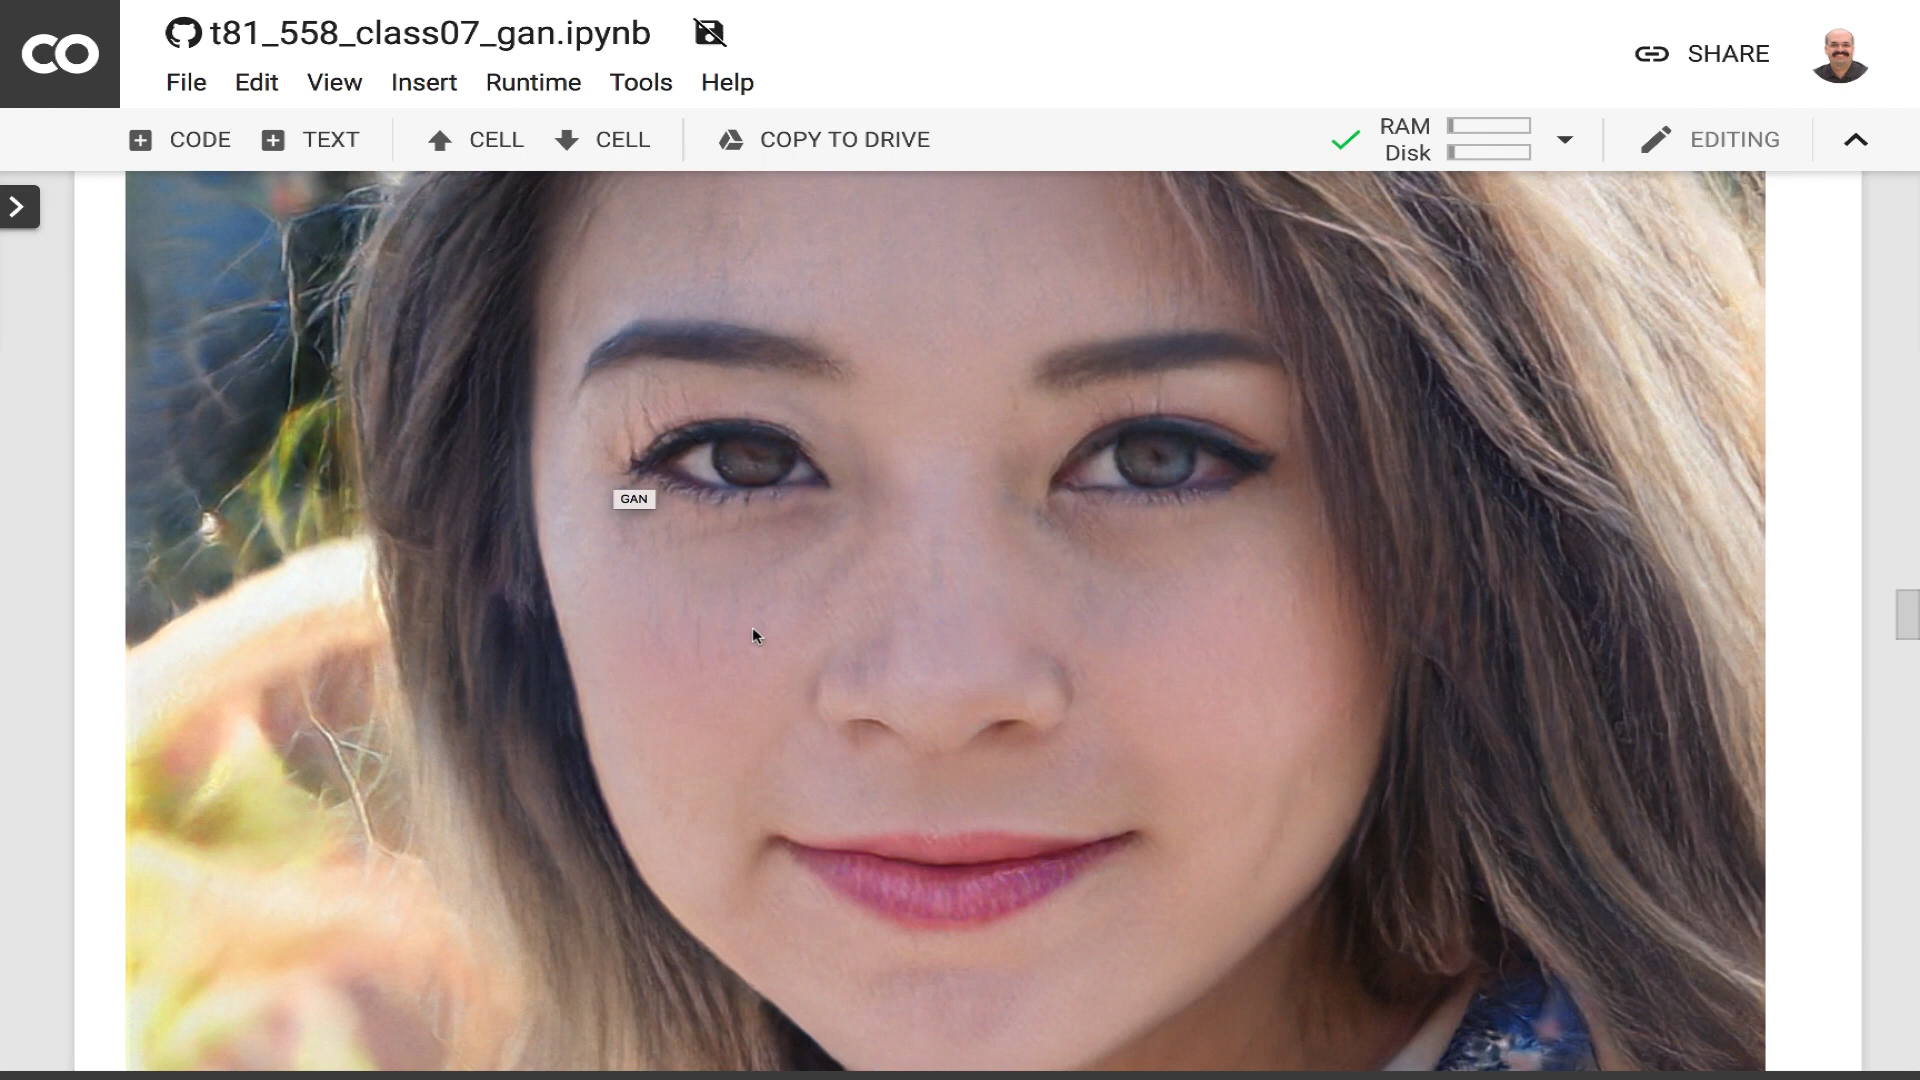 CO
t81_558_class07_gan.ipynb
File Edit View Insert Runtime Tools Help
SHARE
CODE TEXT CELL CELL COPY TO DRIVE
RAM
Disk
EDITING
GAN